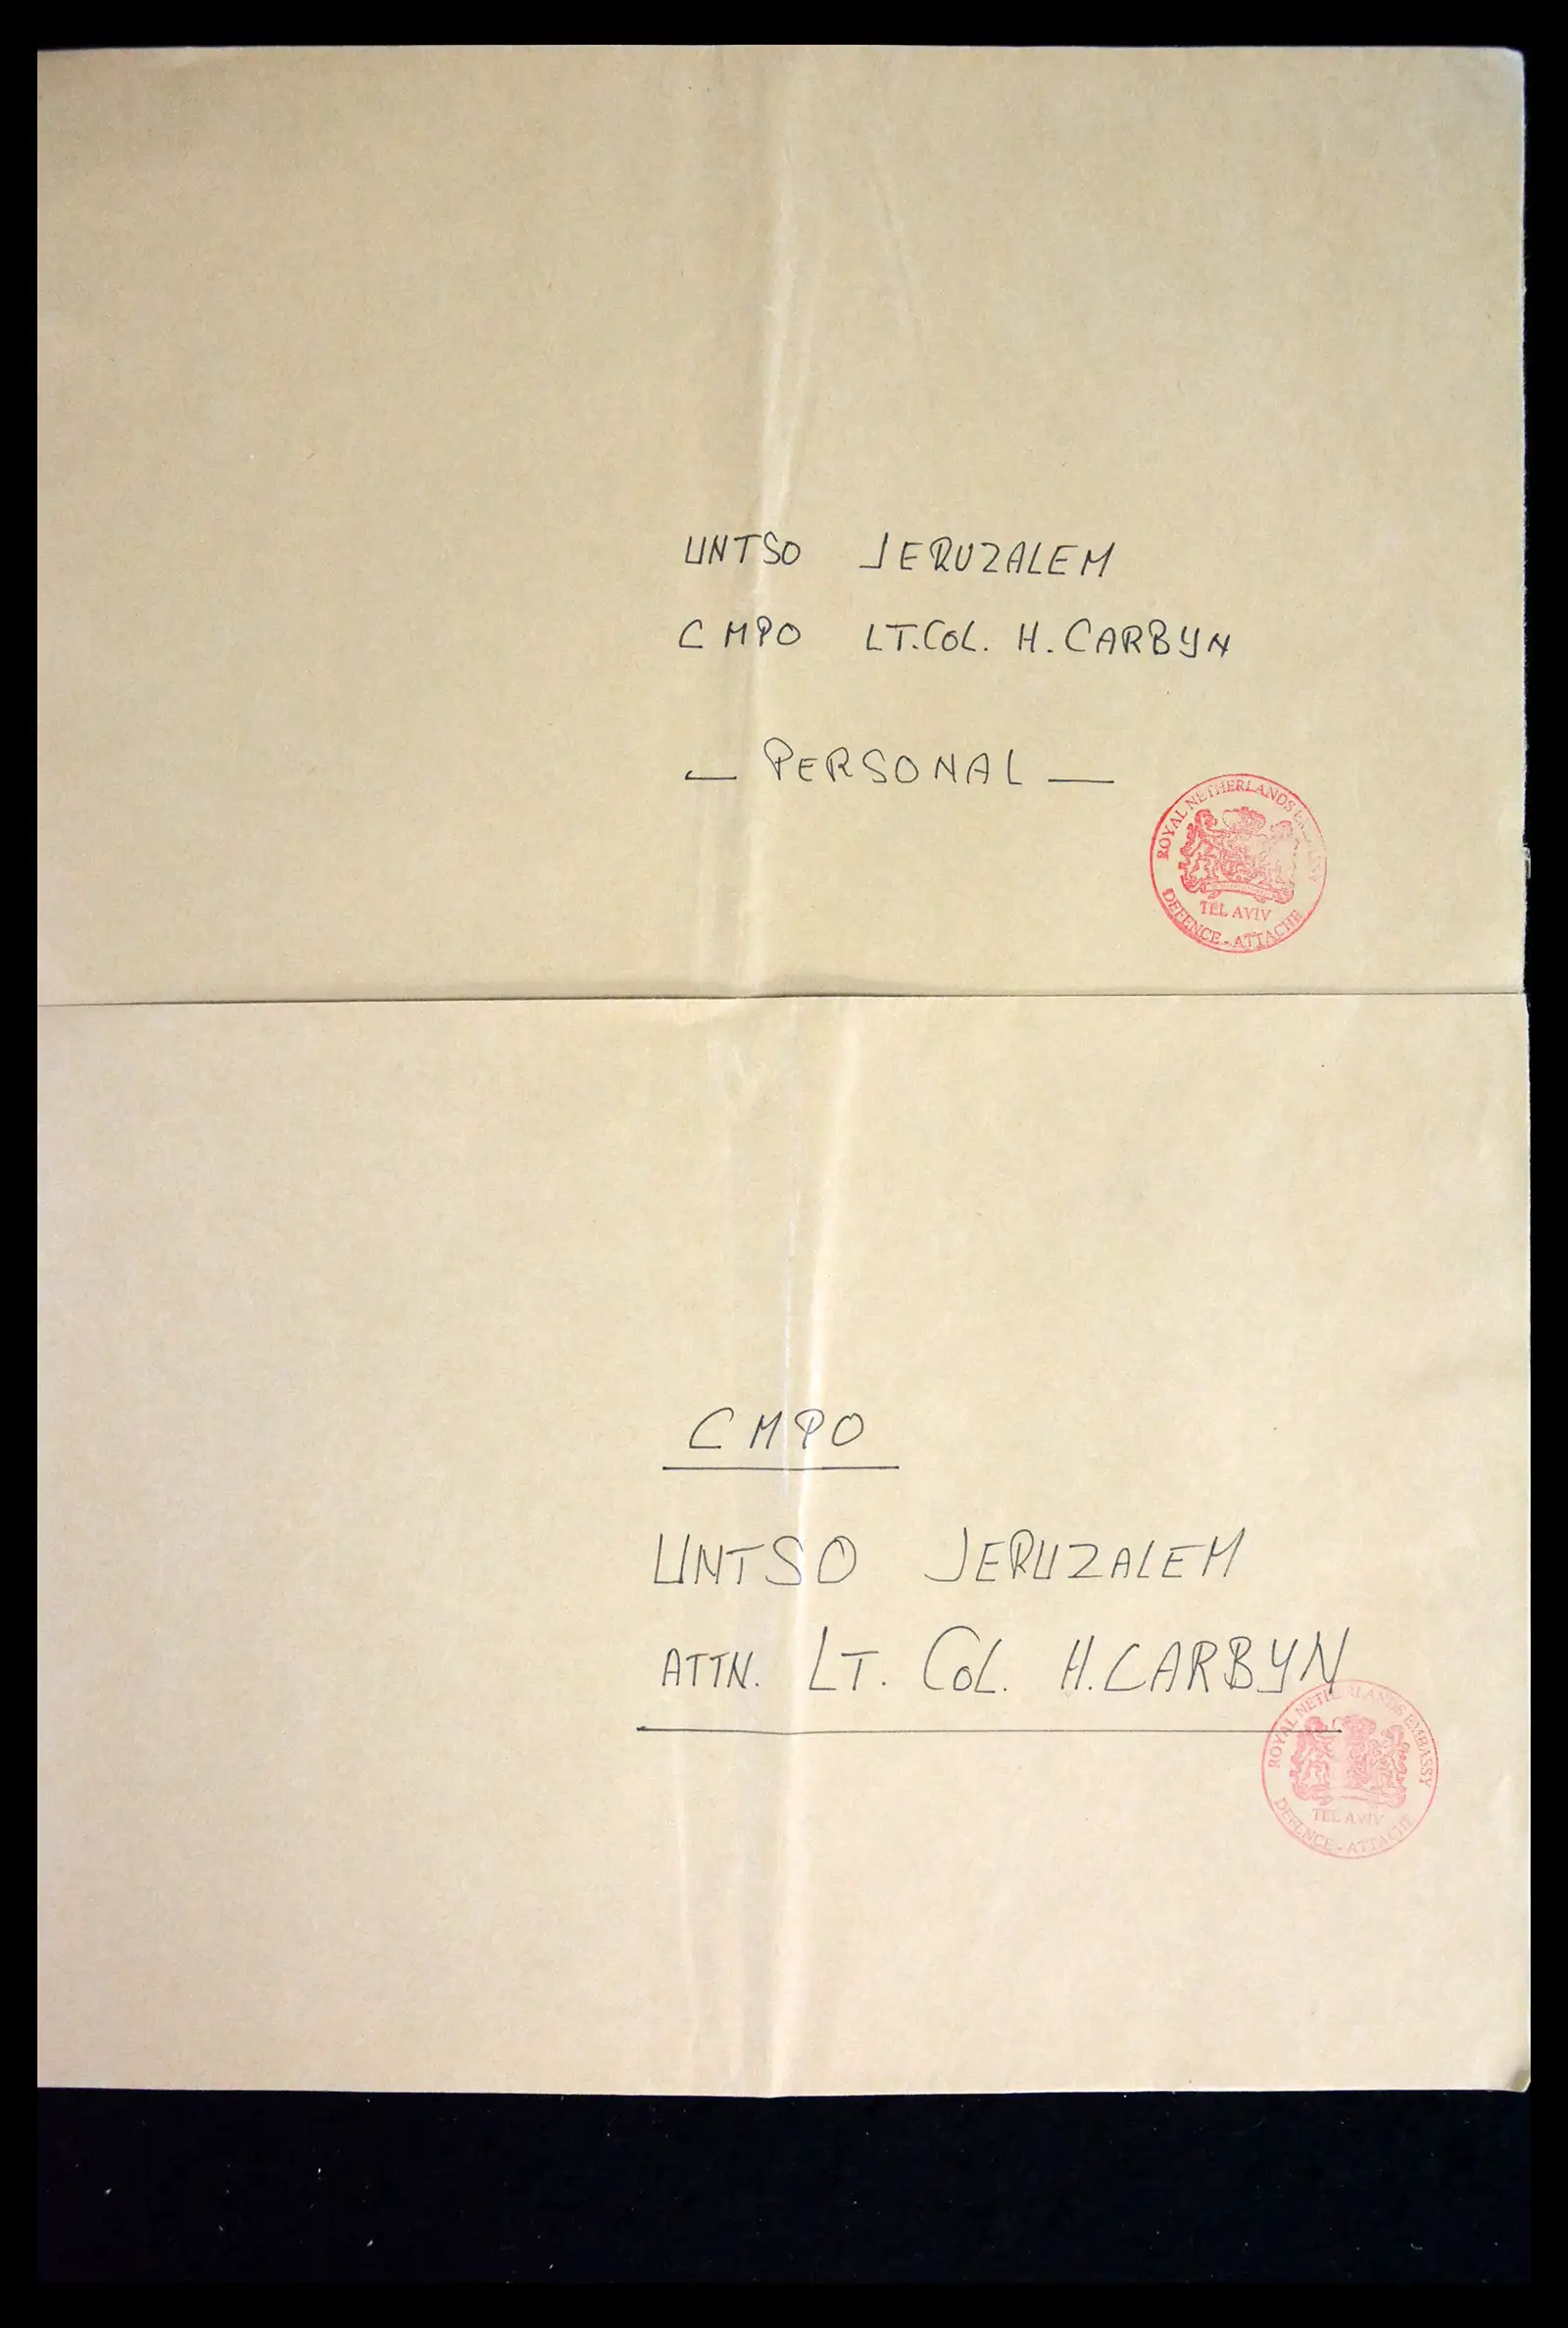 UNTSO JERUZALEM
CMPO LT.COL. H. CARBYN
— PERSONAL —
ROYAL NETHERLANDS EMBASSY
TEL AVIV
DEFENCE - ATTACHE
CMPO
UNTSO JERUZALEM
ATTN. LT. COL. H. CARBYN
ROYAL NETHERLANDS EMBASSY
TEL AVIV
DEFENCE - ATTACHE